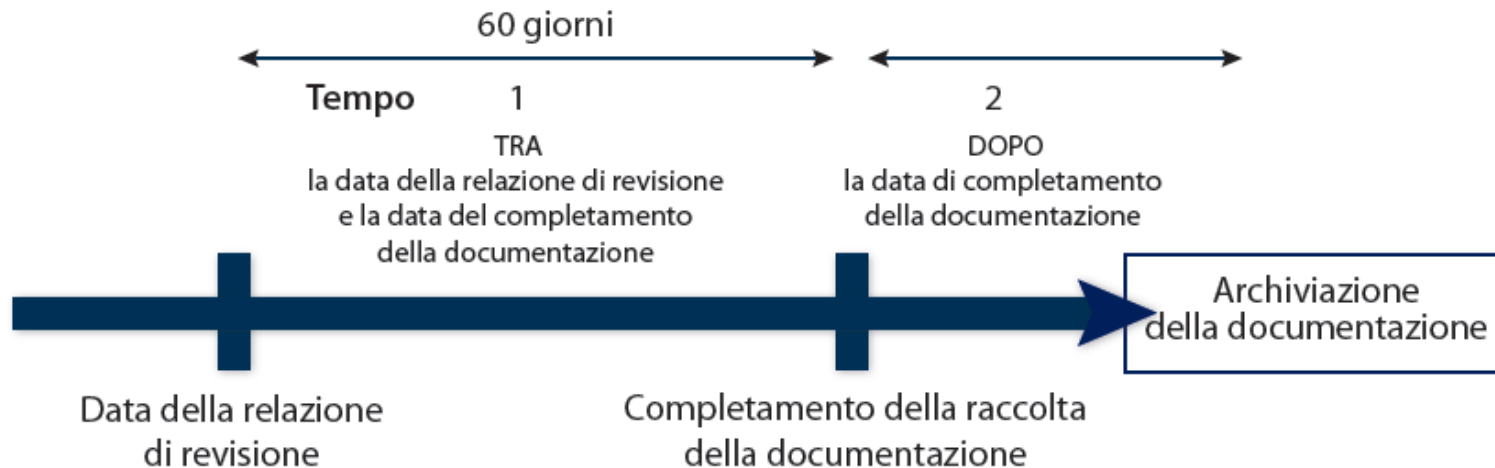 60 giorni
Tempo 1
TRA
la data della relazione di revisione
e la data del completamento
della documentazione
2
DOPO
la data di completamento
della documentazione
Archiviazione
della documentazione
Data della relazione
di revisione
Completamento della raccolta
della documentazione